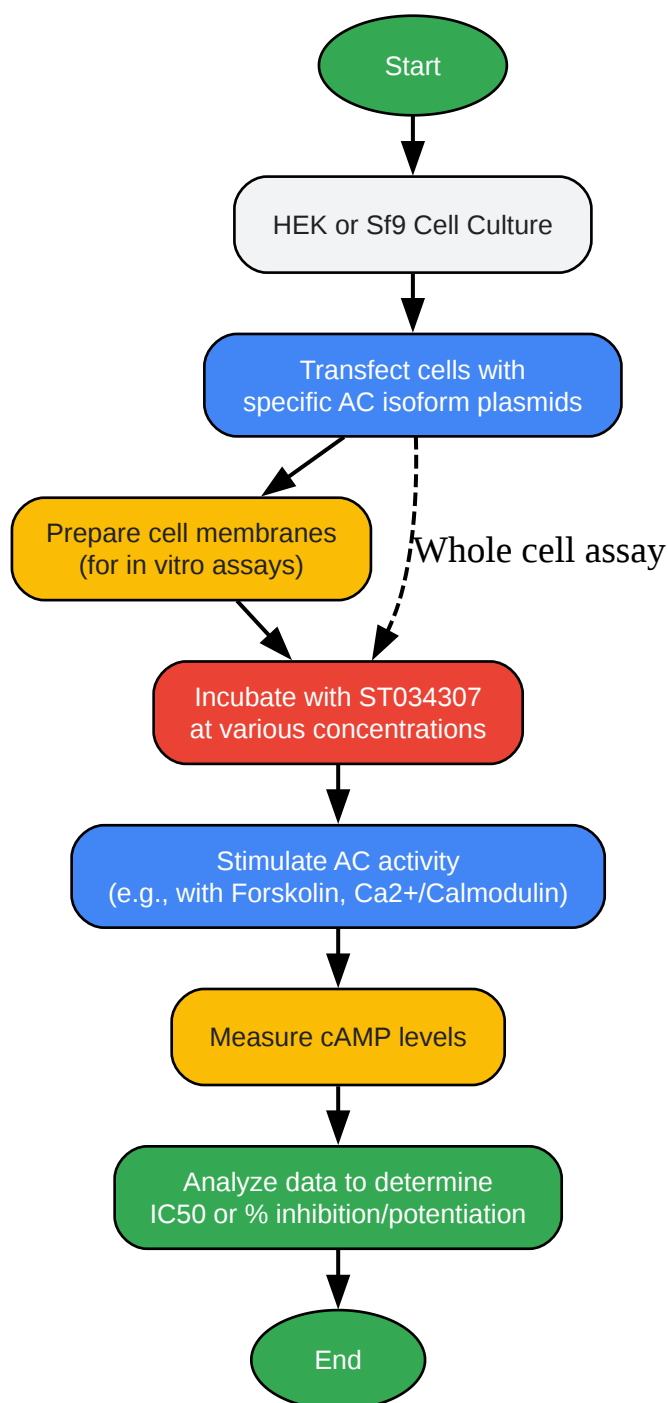 Start
HEK or Sf9 Cell Culture
Transfect cells with
specific AC isoform plasmids
Prepare cell membranes
(for in vitro assays)
Whole cell assay
Incubate with ST034307
at various concentrations
Stimulate AC activity
(e.g., with Forskolin, Ca2+/Calmodulin)
Measure cAMP levels
Analyze data to determine
IC50 or % inhibition/potentiation
End